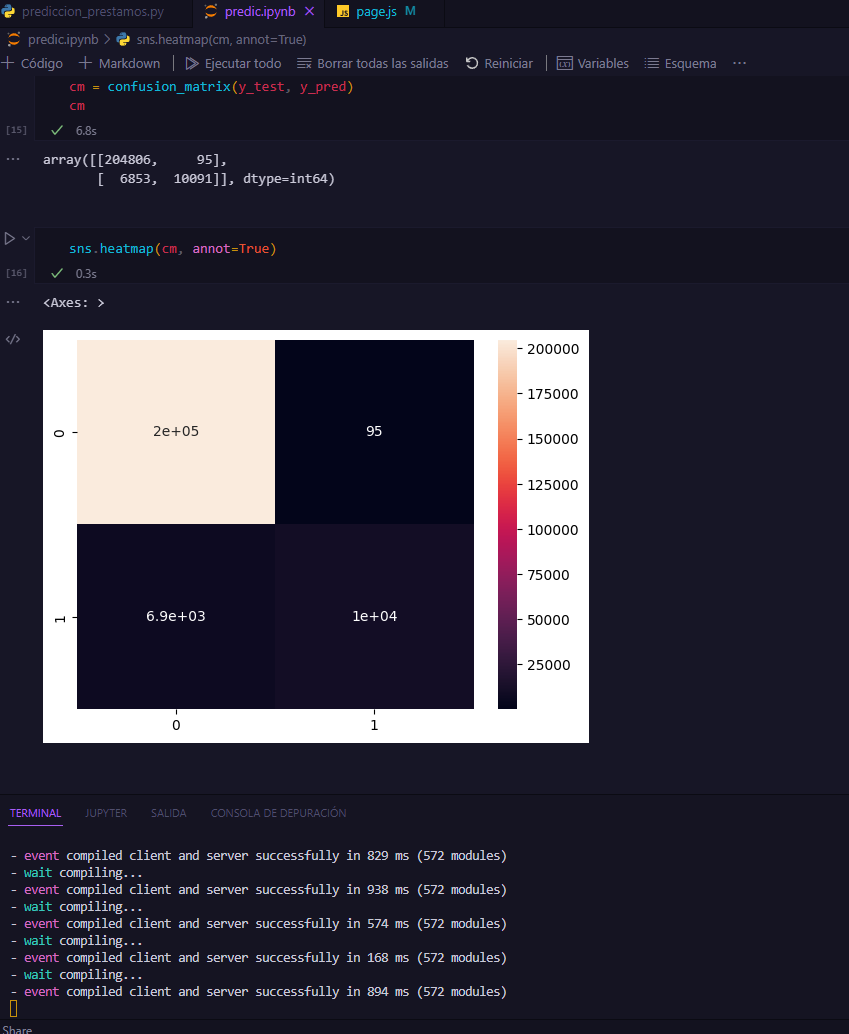 prediccion_prestamos.py predic.ipynb × JS page.js M
predic.ipynb > sns.heatmap(cm, annot=True)
+ Código + Markdown | Ejecutar todo Borrar todas las salidas Reiniciar | Variables Esquema ...
cm = confusion_matrix(y_test, y_pred)
cm
[15] ✓ 6.8s
... array([[204806,     95],
       [  6853,  10091]], dtype=int64)
sns.heatmap(cm, annot=True)
[16] ✓ 0.3s
... <Axes: >
200000
175000
150000
125000
100000
75000
50000
25000
0
2e+05 95
1
6.9e+03 1e+04
0 1
TERMINAL JUPYTER SALIDA CONSOLA DE DEPURACIÓN
- event compiled client and server successfully in 829 ms (572 modules)
- wait compiling...
- event compiled client and server successfully in 938 ms (572 modules)
- wait compiling...
- event compiled client and server successfully in 574 ms (572 modules)
- wait compiling...
- event compiled client and server successfully in 168 ms (572 modules)
- wait compiling...
- event compiled client and server successfully in 894 ms (572 modules)
Share